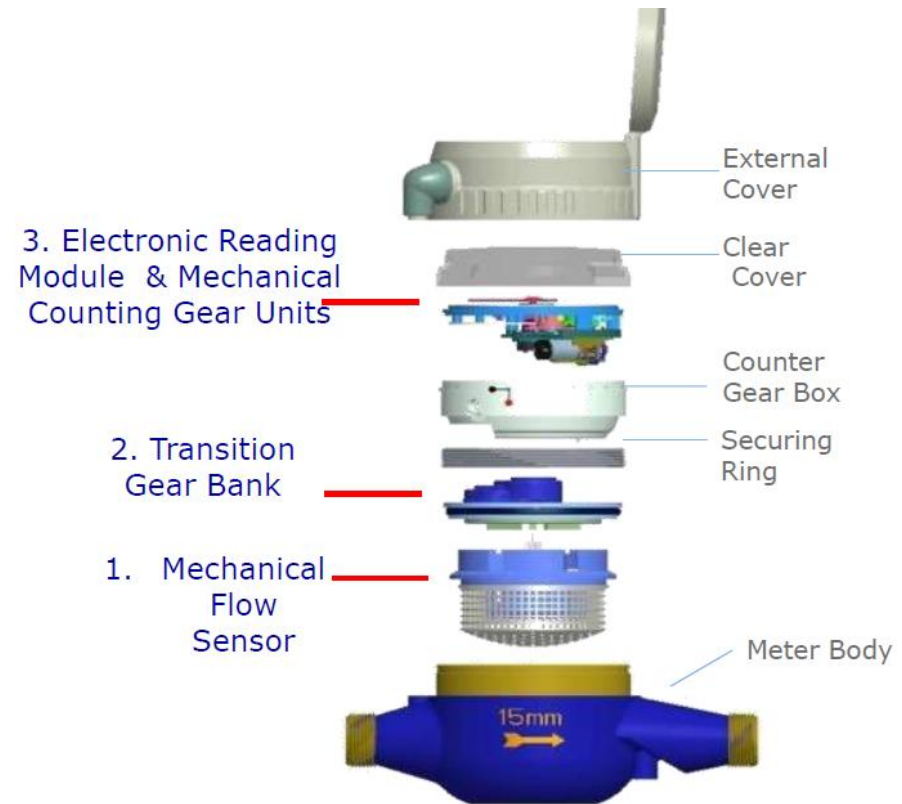 External
Cover
3. Electronic Reading
Module & Mechanical
Counting Gear Units
Clear
Cover
Counter
Gear Box
2. Transition
Gear Bank
Securing
Ring
1. Mechanical
Flow
Sensor
Meter Body
15mm